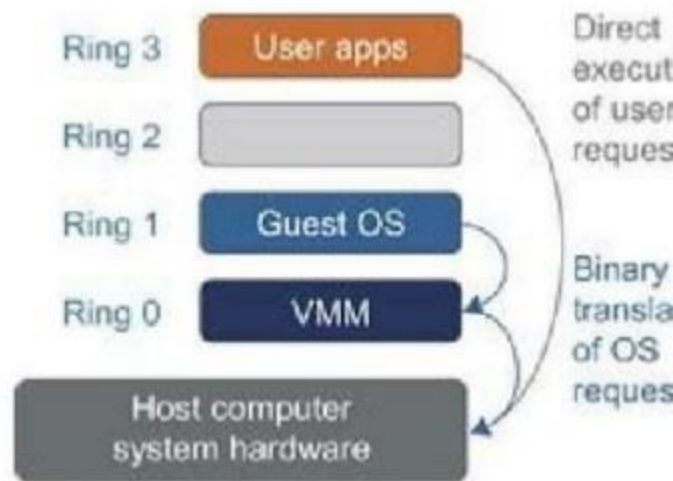 Ring 3
User apps
Direct
execut
of user
reques
Ring 2
Ring 1
Guest OS
Ring 0
VMM
Binary
transla
of OS
reques
Host computer
system hardware